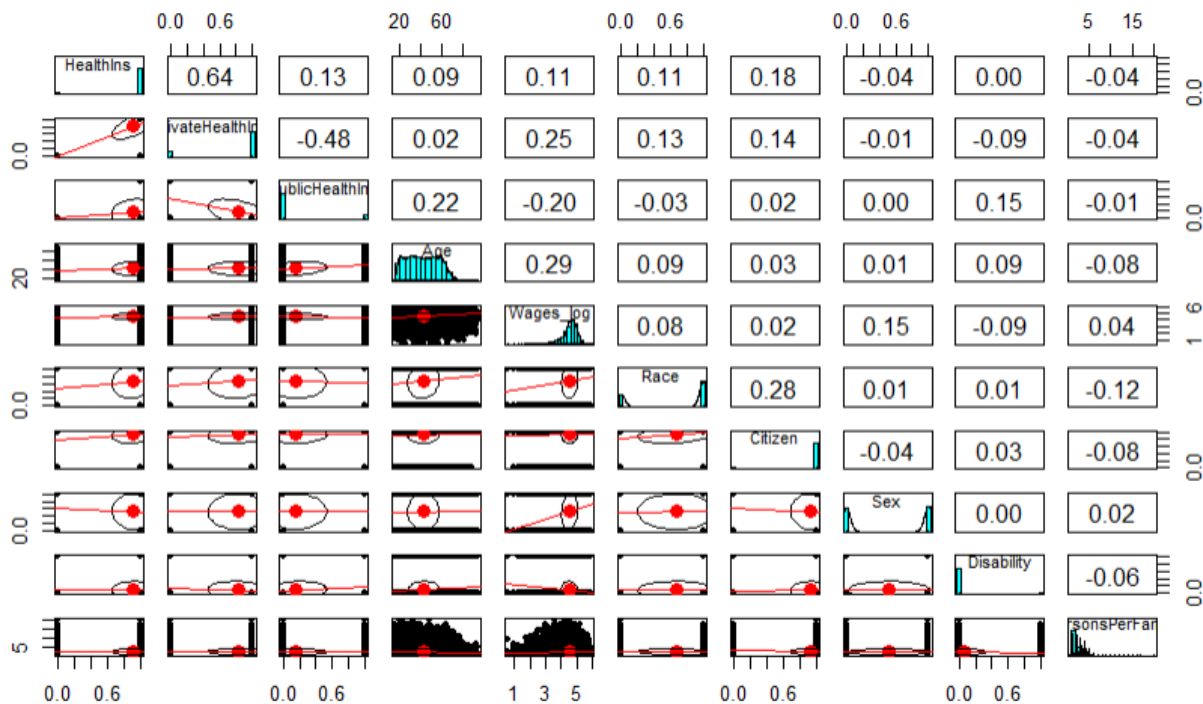 0.0 0.6 20 60 0.0 0.6 0.0 0.6 5 15
HealthIns 0.64 0.13 0.09 0.11 0.11 0.18 -0.04 0.00 -0.04 0.0
0.0 ivateHealthIn -0.48 0.02 0.25 0.13 0.14 -0.01 -0.09 -0.04
ublicHealthIn 0.22 -0.20 -0.03 0.02 0.00 0.15 -0.01 0.0
20 Age 0.29 0.09 0.03 0.01 0.09 -0.08
Wages_log 0.08 0.02 0.15 -0.09 0.04 1 6
0.0 Race 0.28 0.01 0.01 -0.12
Citizen -0.04 0.03 -0.08 0.0
0.0 Sex 0.00 0.02
Disability -0.06 0.0
5 rsonsPerFar
0.0 0.6 0.0 0.6 1 3 5 0.0 0.6 0.0 0.6